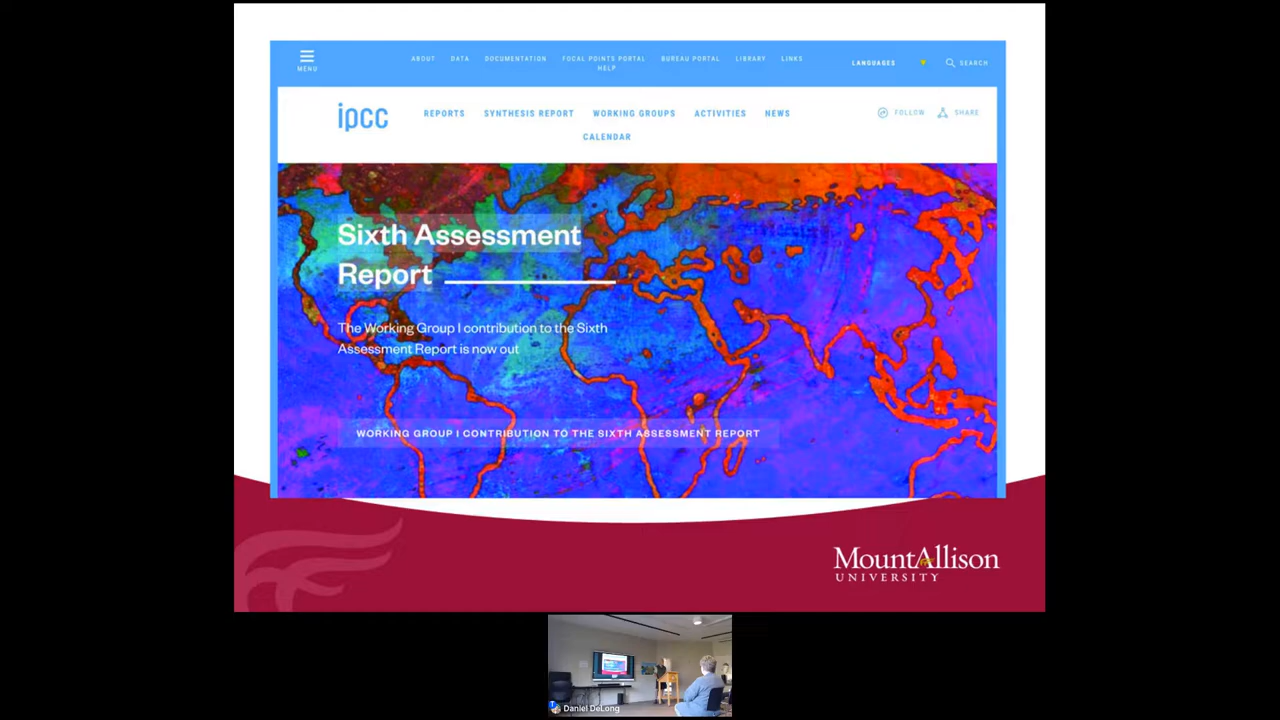 ABOUT DATA DOCUMENTATION FOCAL POINTS PORTAL BUREAU PORTAL LIBRARY LINKS
HELP
LANGUAGES SEARCH
MENU
ipcc REPORTS SYNTHESIS REPORT WORKING GROUPS ACTIVITIES NEWS
CALENDAR
FOLLOW SHARE
Sixth Assessment
Report
The Working Group I contribution to the Sixth
Assessment Report is now out
WORKING GROUP I CONTRIBUTION TO THE SIXTH ASSESSMENT REPORT
MountAllison
UNIVERSITY
Daniel DeLong